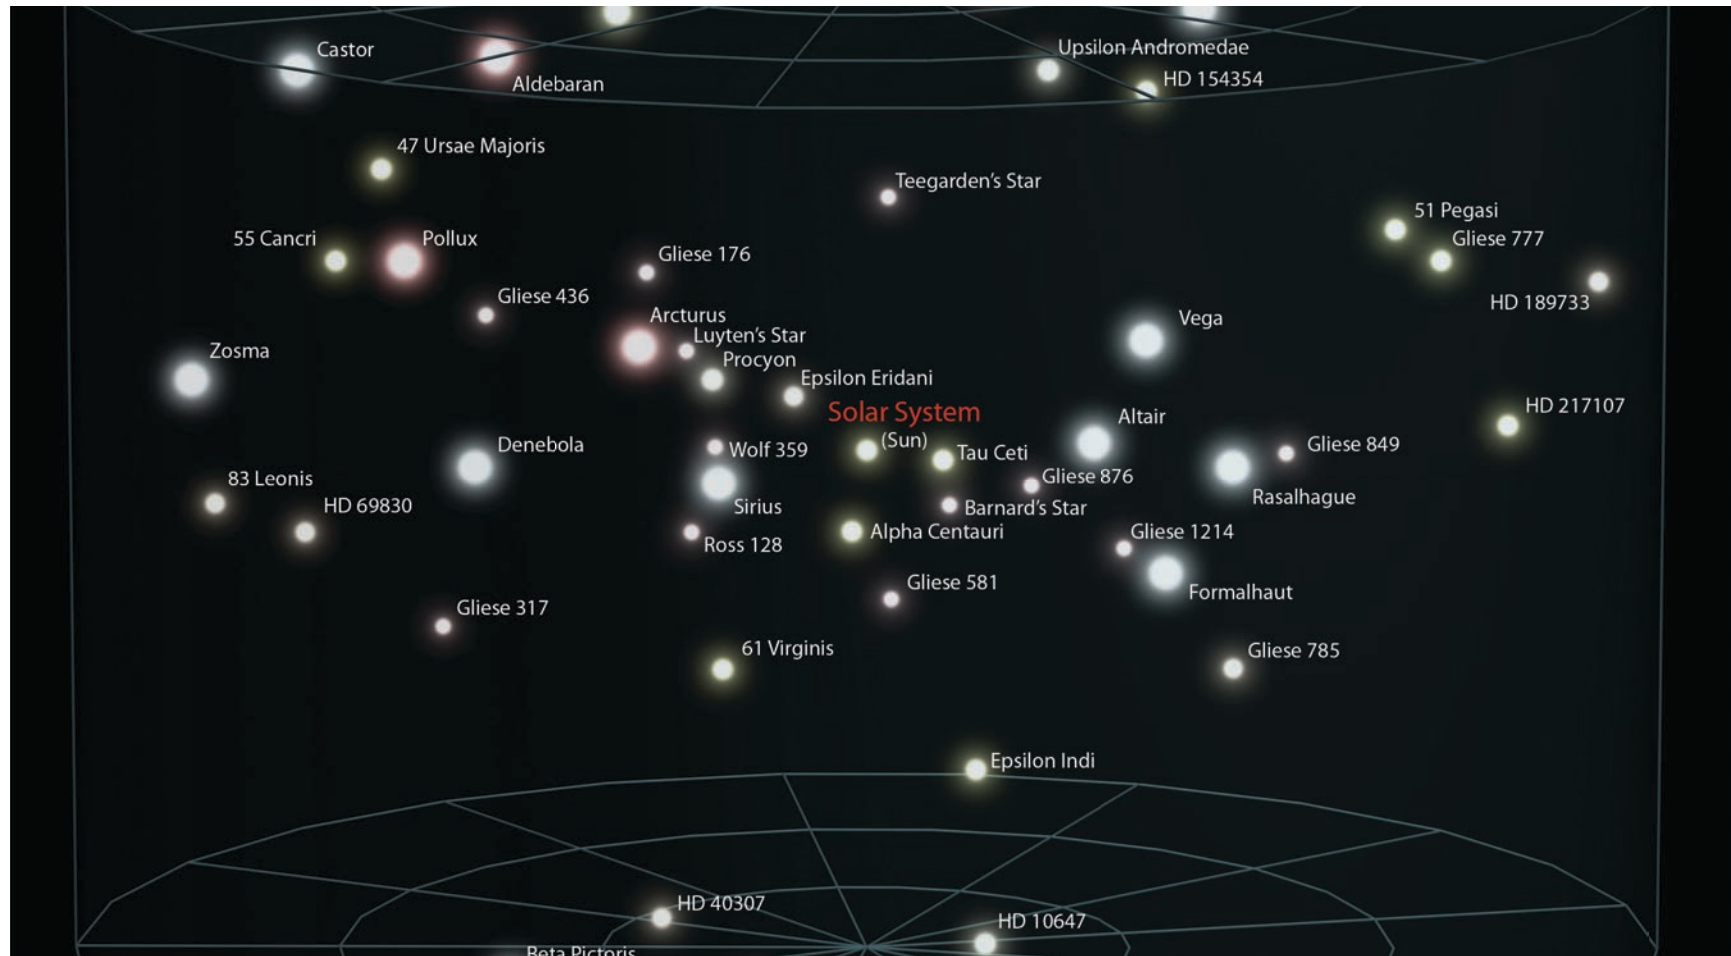 Castor
Aldebaran
Upsilon Andromedae
HD 154354
47 Ursae Majoris
Teegarden's Star
55 Cancri
Pollux
51 Pegasi
Gliese 777
Gliese 176
HD 189733
Gliese 436
Arcturus
Vega
Luyten's Star
Zosma
Procyon
Epsilon Eridani
Solar System
(Sun)
HD 217107
Altair
Denebola
Wolf 359
Tau Ceti
Gliese 849
83 Leonis
Gliese 876
Rasalhague
HD 69830
Sirius
Barnard's Star
Ross 128
Alpha Centauri
Gliese 1214
Gliese 581
Formalhaut
Gliese 317
61 Virginis
Gliese 785
Epsilon Indi
HD 40307
HD 10647
Beta Pictoris